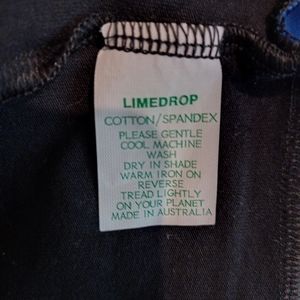 LIMEDROP
COTTON/SPANDEX
PLEASE GENTLE
COOL MACHINE
WASH
DRY IN SHADE
WARM IRON ON
REVERSE
TREAD LIGHTLY
ON YOUR PLANET
MADE IN AUSTRALIA